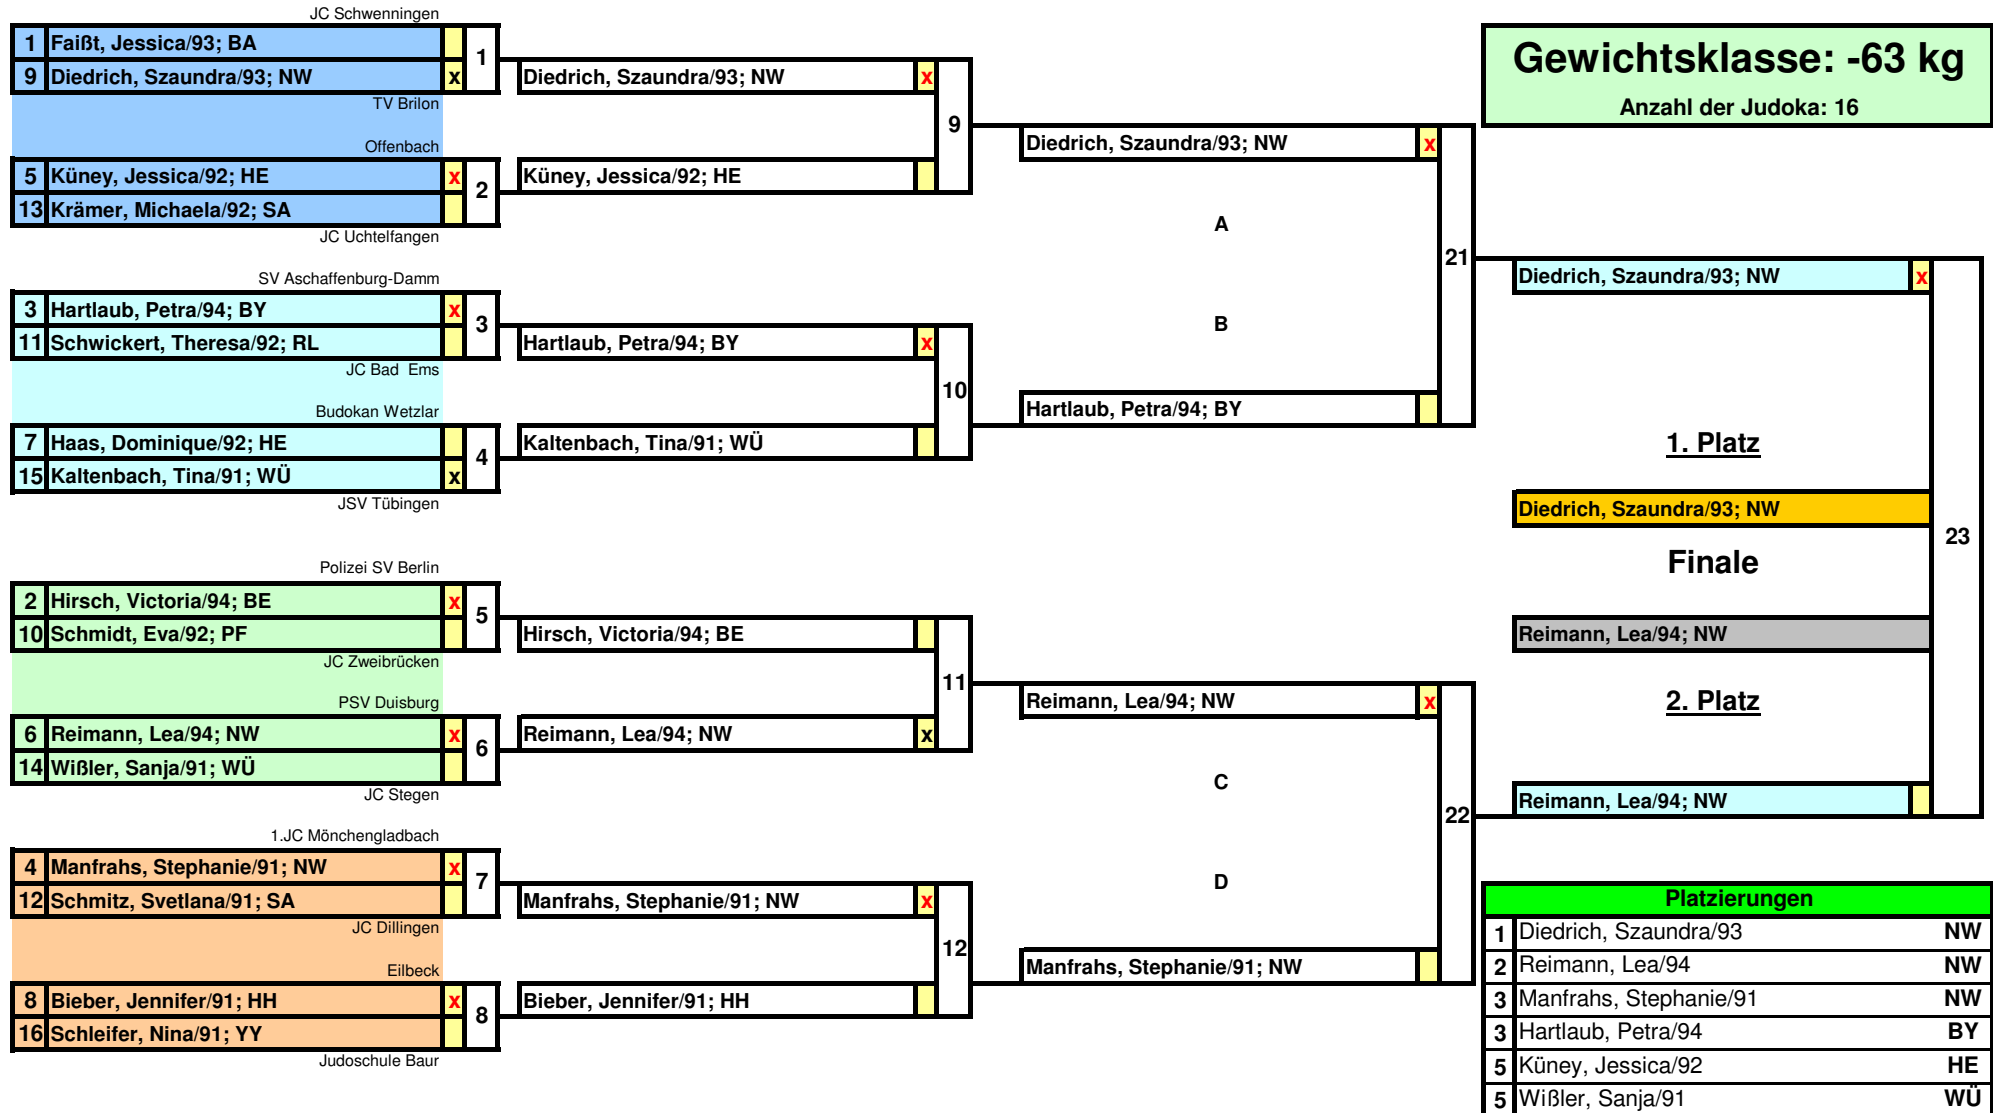 JC Schwenningen
1 Faißt, Jessica/93; BA
9 Diedrich, Szaundra/93; NW x
1
TV Brilon
Offenbach
5 Küney, Jessica/92; HE x
13 Krämer, Michaela/92; SA
2
JC Uchtelfangen
SV Aschaffenburg-Damm
3 Hartlaub, Petra/94; BY x
11 Schwickert, Theresa/92; RL
3
JC Bad Ems
Budokan Wetzlar
7 Haas, Dominique/92; HE
15 Kaltenbach, Tina/91; WÜ x
4
JSV Tübingen
Polizei SV Berlin
2 Hirsch, Victoria/94; BE x
10 Schmidt, Eva/92; PF
5
JC Zweibrücken
PSV Duisburg
6 Reimann, Lea/94; NW x
14 Wißler, Sanja/91; WÜ
6
JC Stegen
1.JC Mönchengladbach
4 Manfrahs, Stephanie/91; NW x
12 Schmitz, Svetlana/91; SA
7
JC Dillingen
Eilbeck
8 Bieber, Jennifer/91; HH x
16 Schleifer, Nina/91; YY
8
Judoschule Baur
Diedrich, Szaundra/93; NW x
9
Küney, Jessica/92; HE
Hartlaub, Petra/94; BY x
10
Kaltenbach, Tina/91; WÜ
Hirsch, Victoria/94; BE
11
Reimann, Lea/94; NW x
Manfrahs, Stephanie/91; NW x
12
Bieber, Jennifer/91; HH
Diedrich, Szaundra/93; NW x
A
21
B
Hartlaub, Petra/94; BY
Reimann, Lea/94; NW x
C
22
D
Manfrahs, Stephanie/91; NW
Gewichtsklasse: -63 kg
Anzahl der Judoka: 16
Diedrich, Szaundra/93; NW x
1. Platz
Diedrich, Szaundra/93; NW
23
Finale
Reimann, Lea/94; NW
2. Platz
Reimann, Lea/94; NW
Platzierungen
1 Diedrich, Szaundra/93 NW
2 Reimann, Lea/94 NW
3 Manfrahs, Stephanie/91 NW
3 Hartlaub, Petra/94 BY
5 Küney, Jessica/92 HE
5 Wißler, Sanja/91 WÜ